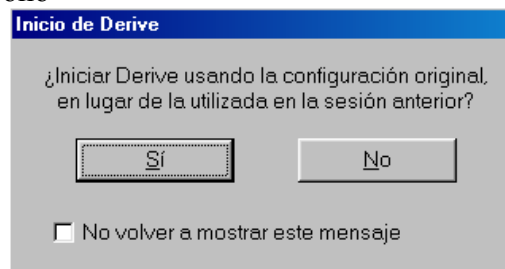 Inicio de Derive
¿Iniciar Derive usando la configuración original,
en lugar de la utilizada en la sesión anterior?
Sí No
No volver a mostrar este mensaje